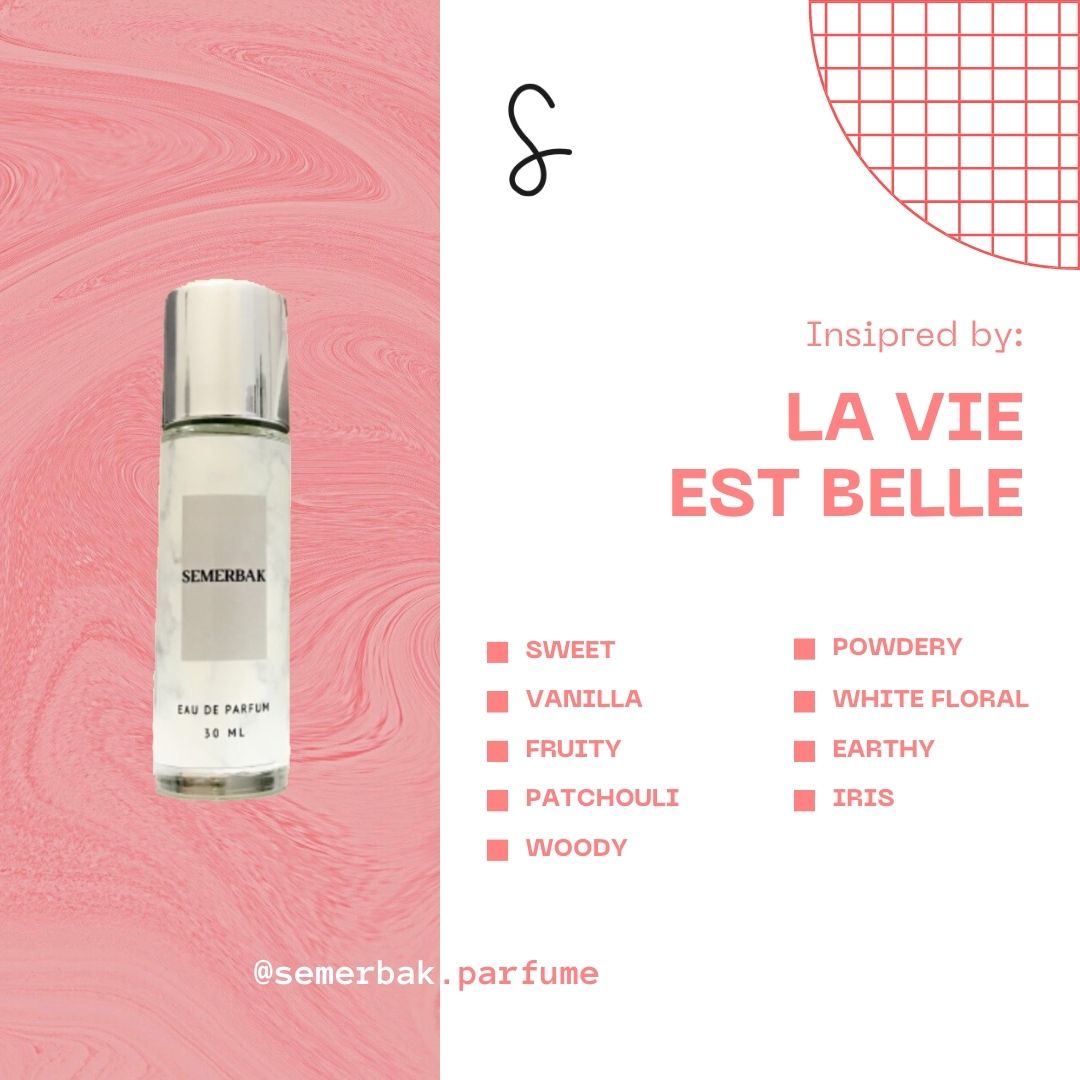 S
Insipred by:
LA VIE
EST BELLE
SEMERBAK
EAU DE PARFUM
30 ML
SWEET
VANILLA
FRUITY
PATCHOULI
WOODY
POWDERY
WHITE FLORAL
EARTHY
IRIS
@semerbak.parfume